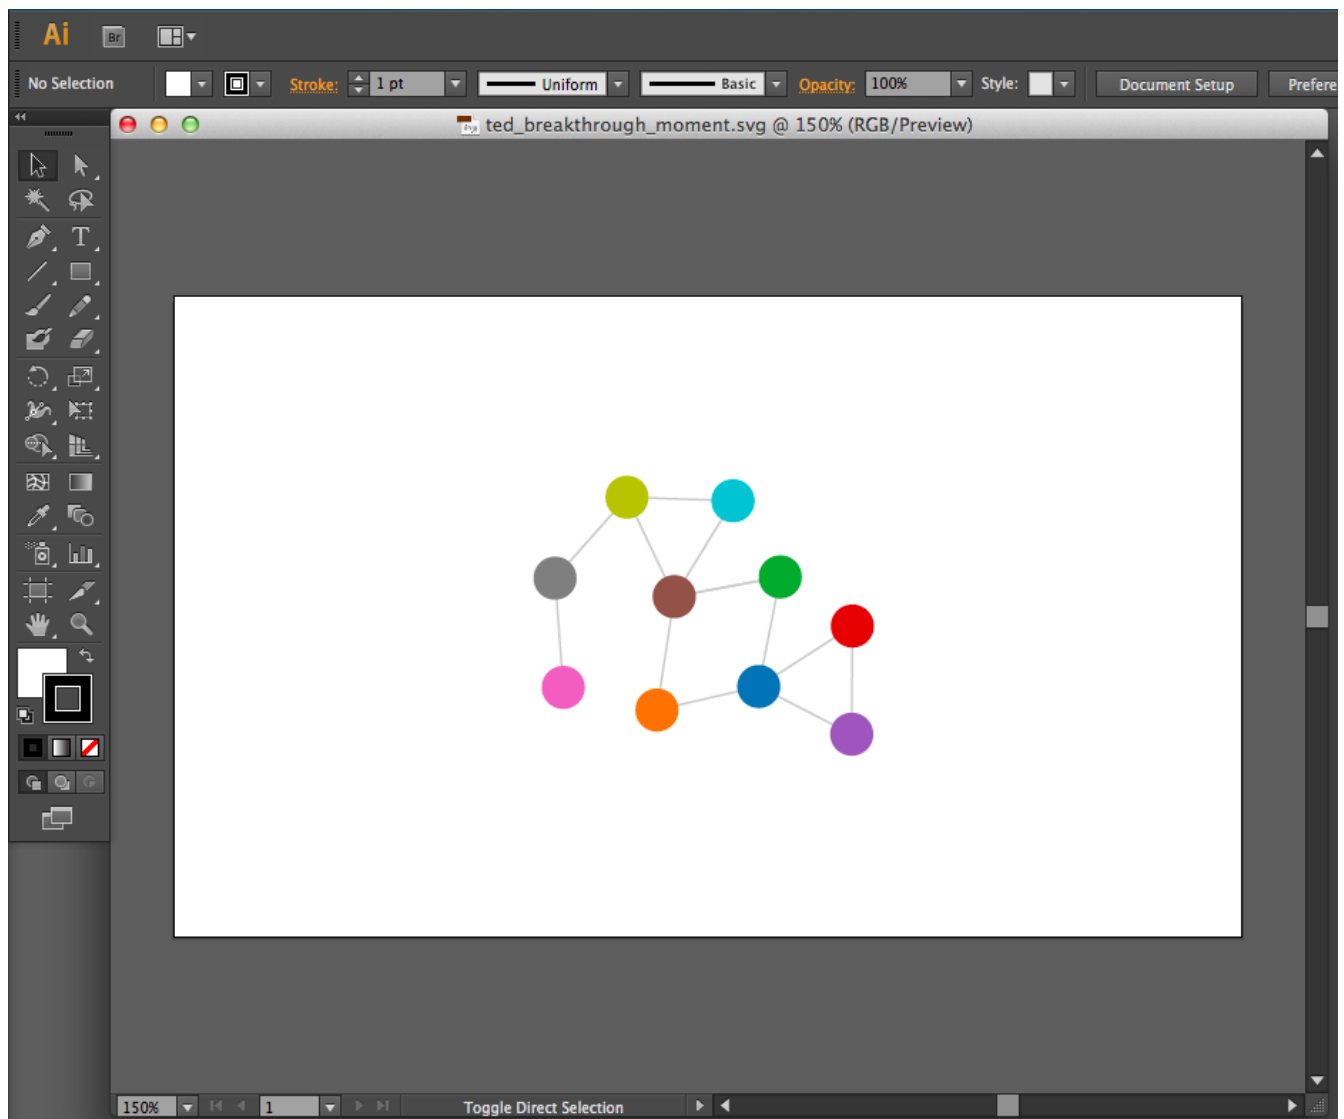 Ai Br
No Selection Stroke: 1 pt Uniform Basic Opacity: 100% Style: Document Setup Prefere
ted_breakthrough_moment.svg @ 150% (RGB/Preview)
T
150% 1 Toggle Direct Selection